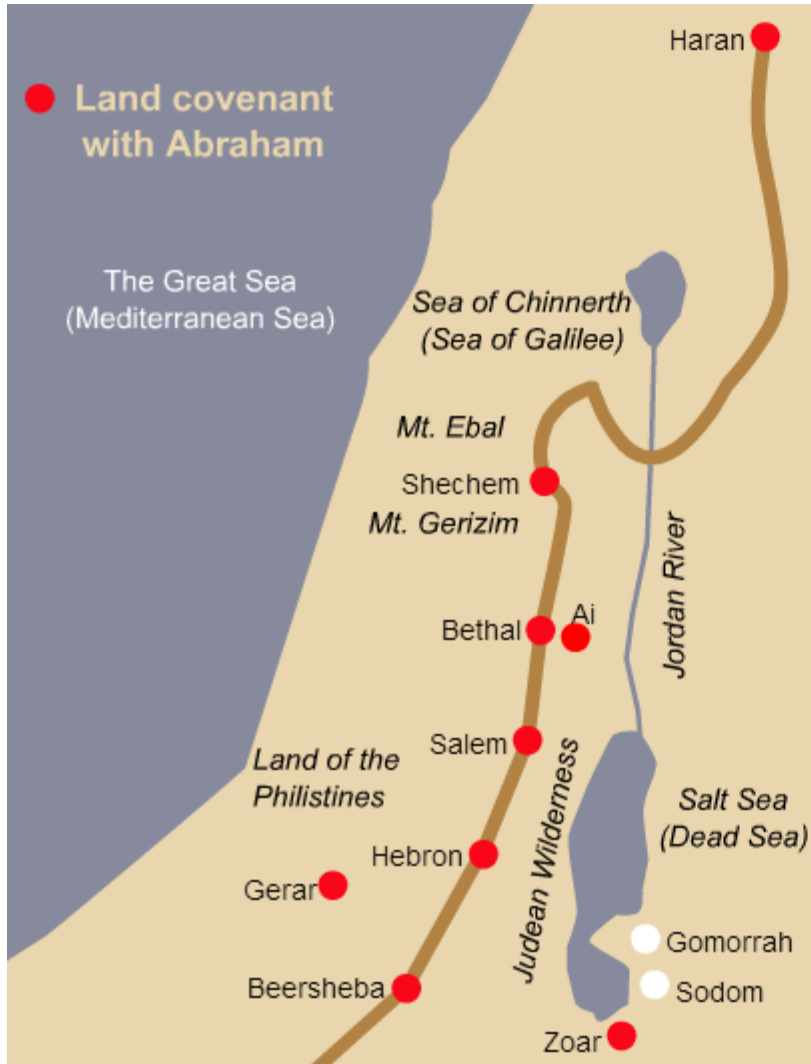 Haran
Land covenant
with Abraham
The Great Sea
(Mediterranean Sea)
Sea of Chinnerth
(Sea of Galilee)
Mt. Ebal
Shechem
Mt. Gerizim
Jordan River
Ai
Bethal
Salem
Land of the
Philistines
Judean Wilderness
Salt Sea
(Dead Sea)
Hebron
Gerar
Gomorrah
Beersheba
Sodom
Zoar